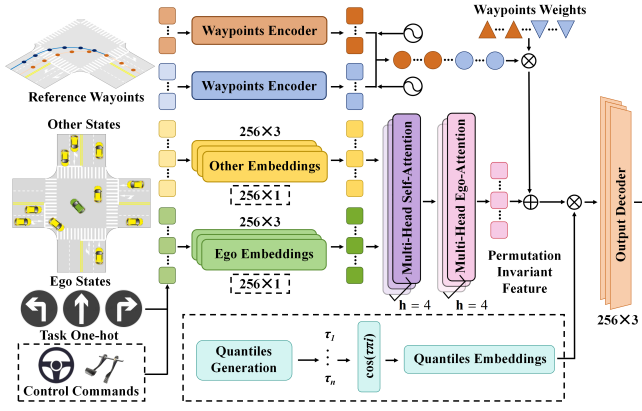 Waypoints Weights
Waypoints Encoder
Reference Wayoints
Waypoints Encoder
Other States
256×3
Other Embeddings
256×1
256×3
Ego Embeddings
256×1
Multi-Head Self-Attention
h = 4
Multi-Head Ego-Attention
h = 4
Permutation
Invariant
Feature
Output Decoder
256×3
Ego States
Task One-hot
Control Commands
Quantiles
Generation
τ1
τn
cos(τπi)
Quantiles Embeddings